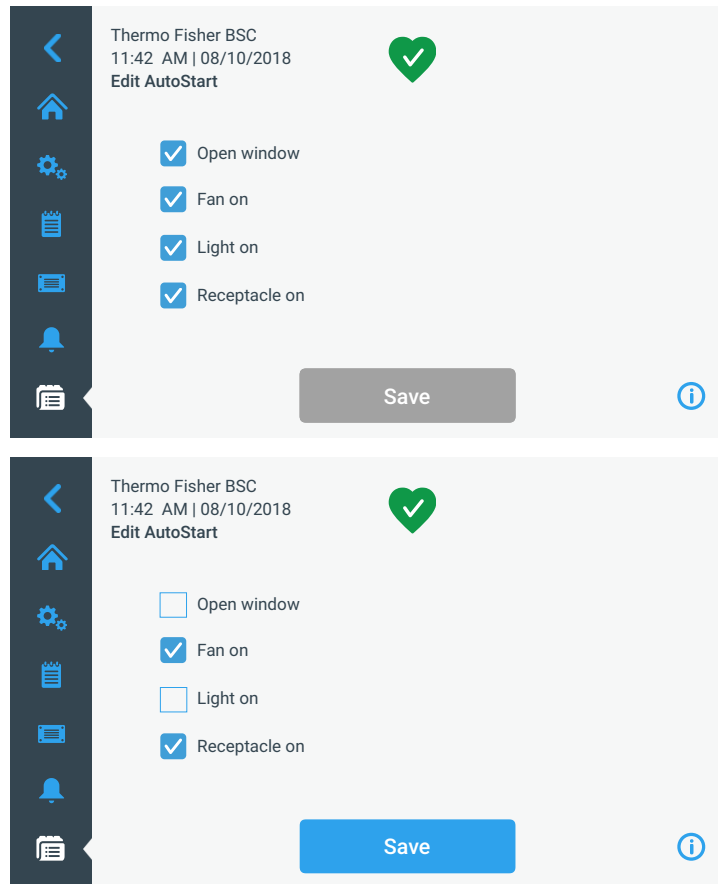 Thermo Fisher BSC
11:42 AM | 08/10/2018
Edit AutoStart
Open window
Fan on
Light on
Receptacle on
Save
Thermo Fisher BSC
11:42 AM | 08/10/2018
Edit AutoStart
Open window
Fan on
Light on
Receptacle on
Save